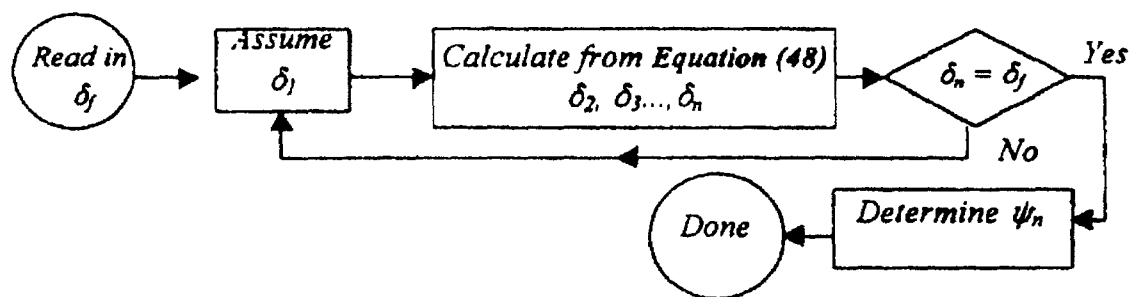 Read in
δf
Assume
δ1
Calculate from Equation (48)
δ2, δ3..., δn
δn = δf
Yes
No
Determine ψn
Done